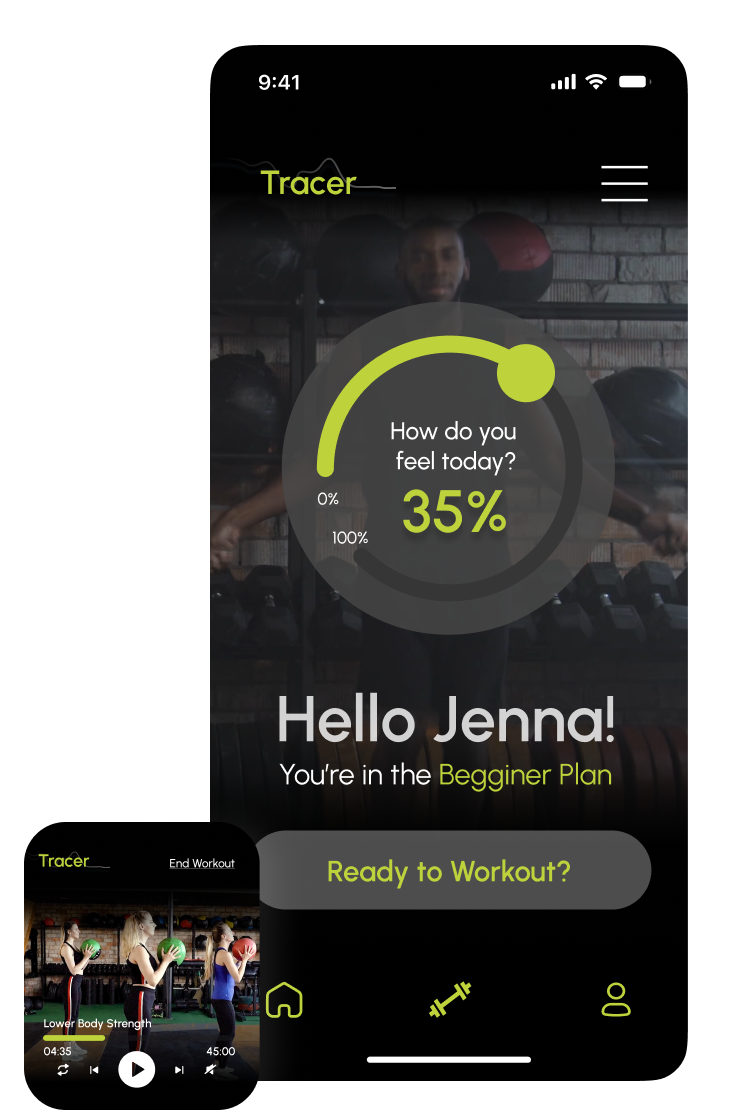 9:41
Tracer
How do you
feel today?
35%
0%
100%
Hello Jenna!
You're in the Begginer Plan
Ready to Workout?
Tracer
End Workout
Lower Body Strength
04:35 45:00